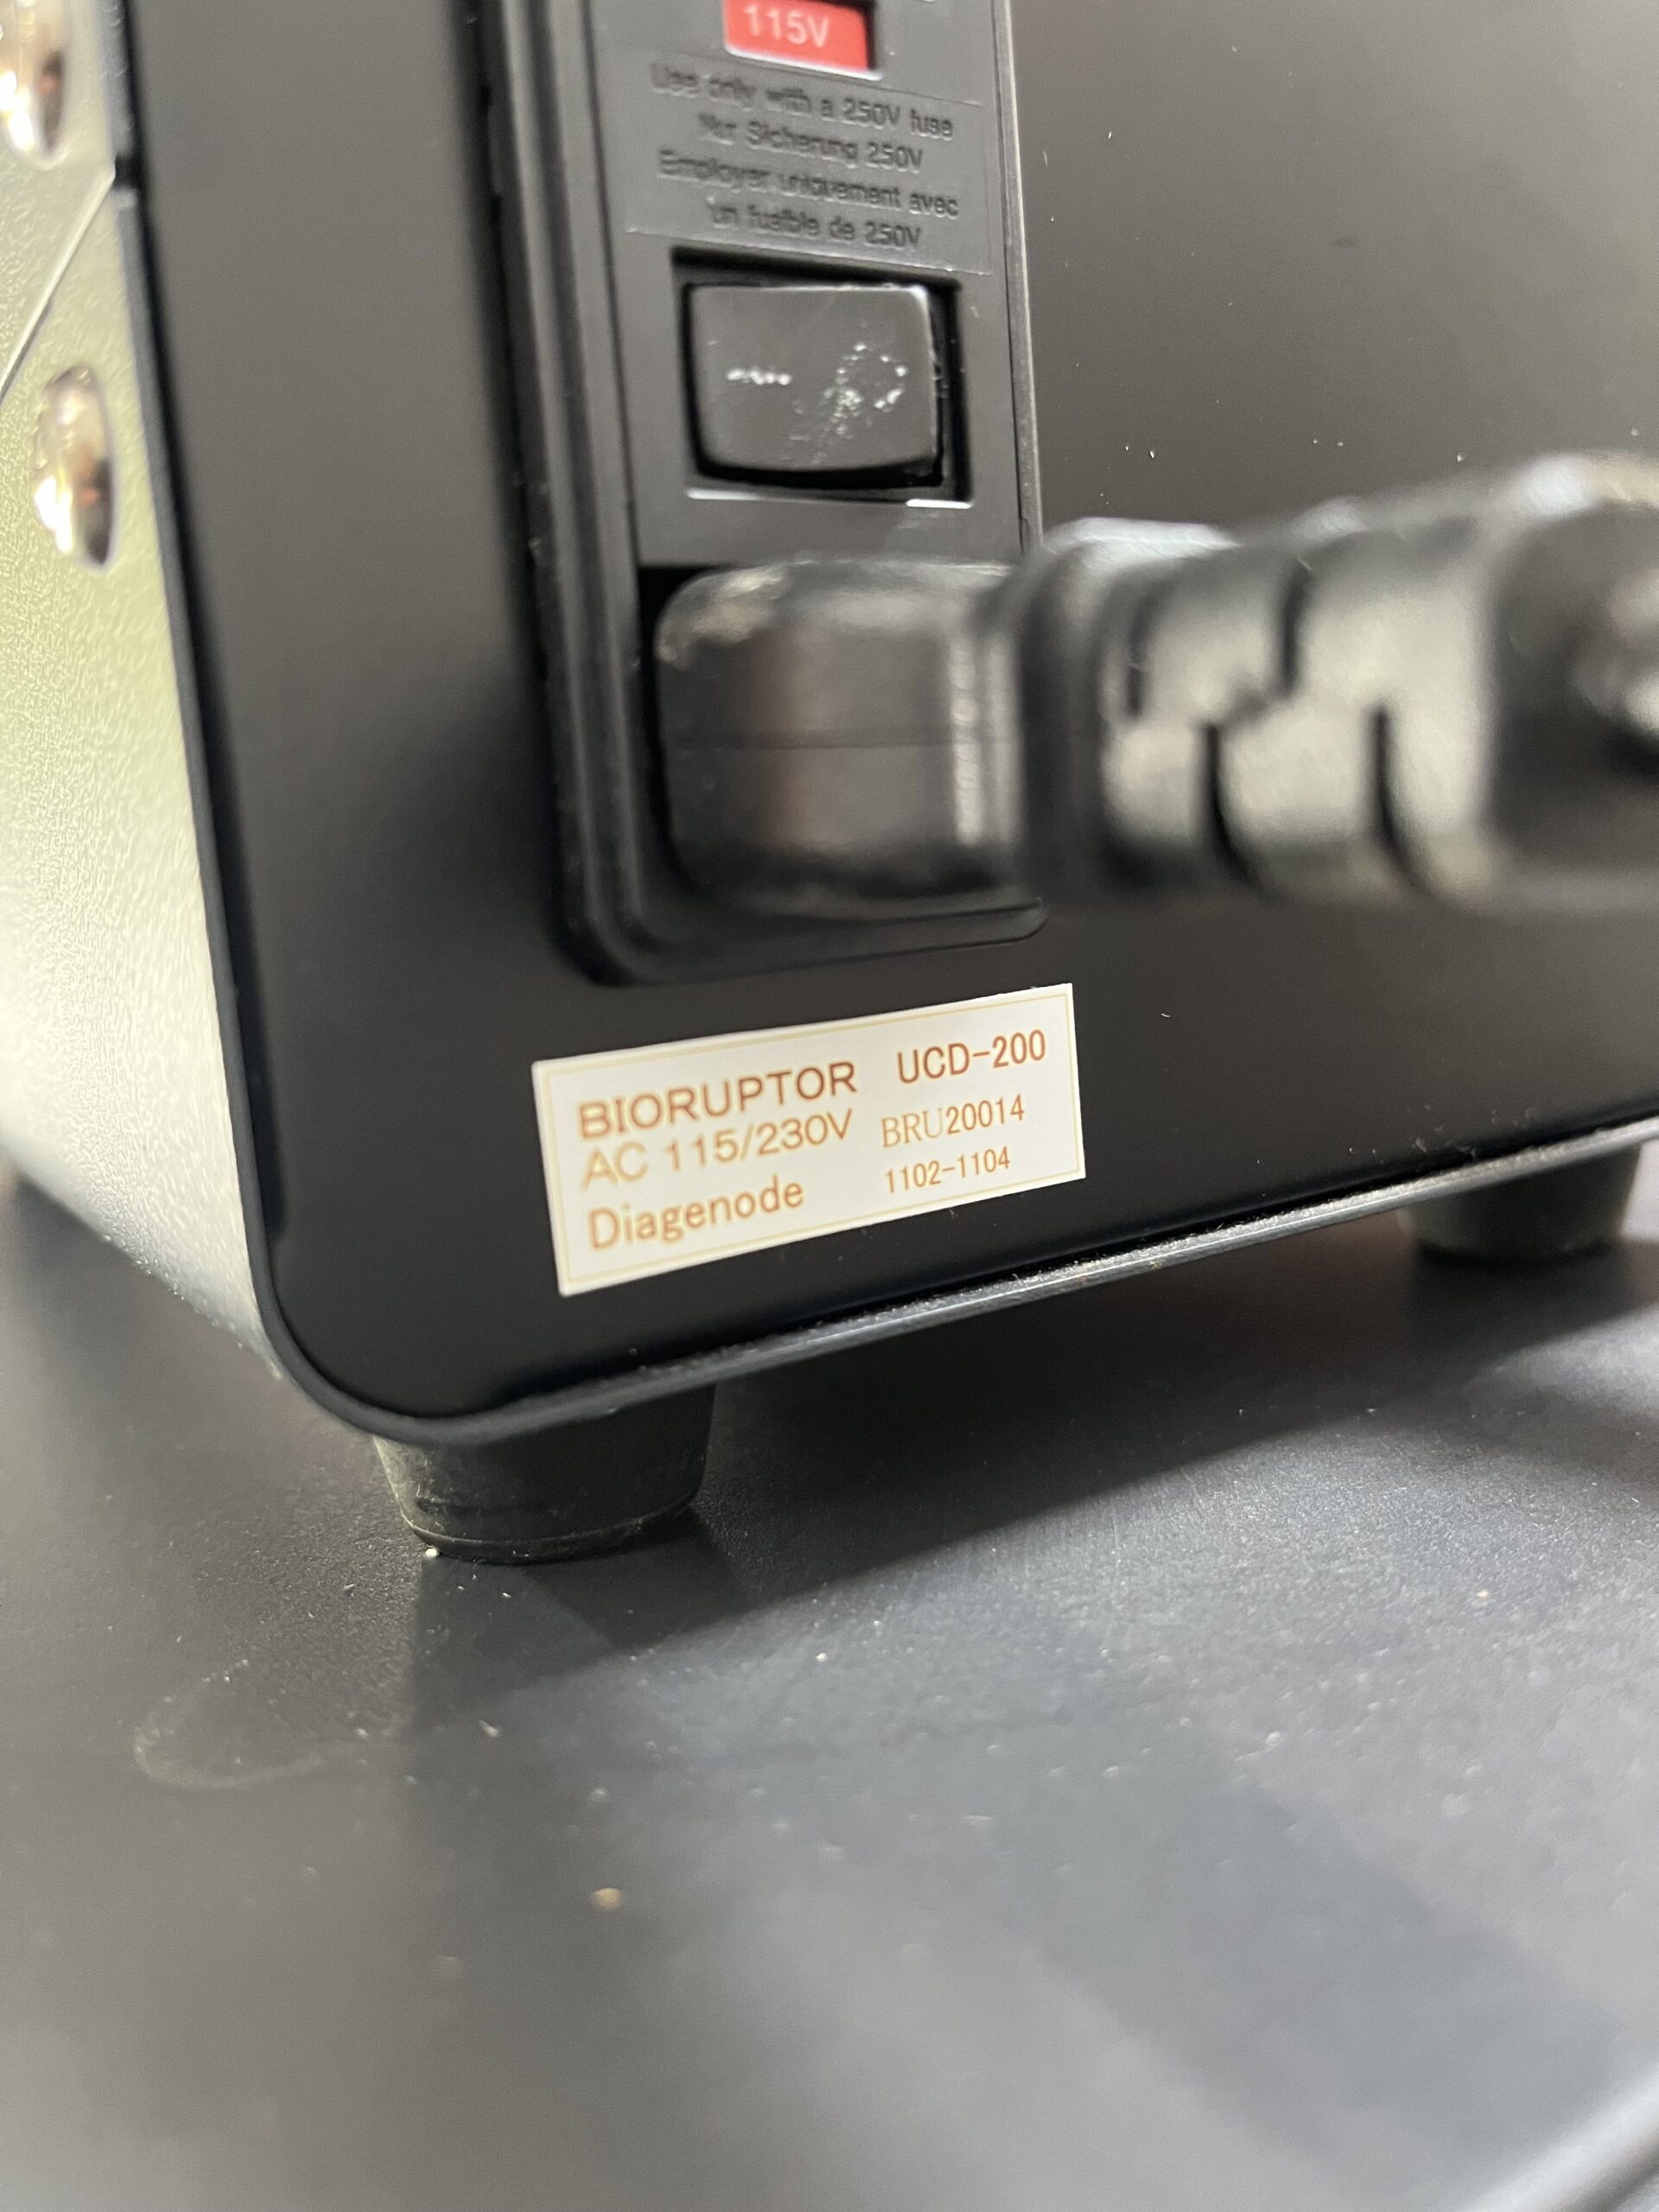 115V
Use only with a 250V fuse
Nur Sicherung 250V
Employer uniquement avec
un fusible de 250V
BIORUPTOR UCD-200
AC 115/230V BRU20014
Diagenode 1102-1104